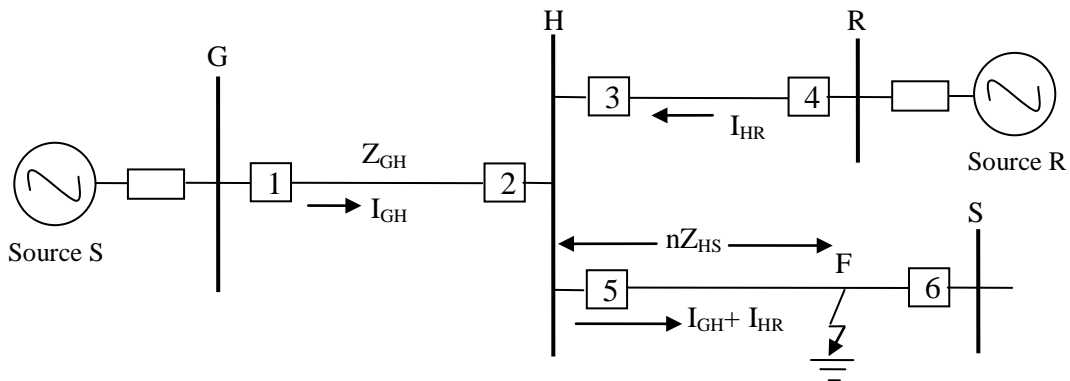 H
R
G
3
4
I_HR
Source R
Z_GH
1
2
I_GH
Source S
S
nZ_HS
F
5
6
I_GH+ I_HR